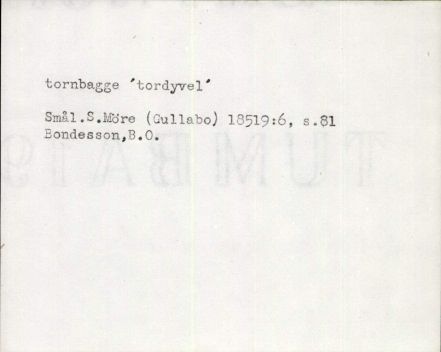 tornbagge ´tordyvel´
Smål.S.Möre (Gullabo) 18519:6, s.81
Bondesson,B.O.